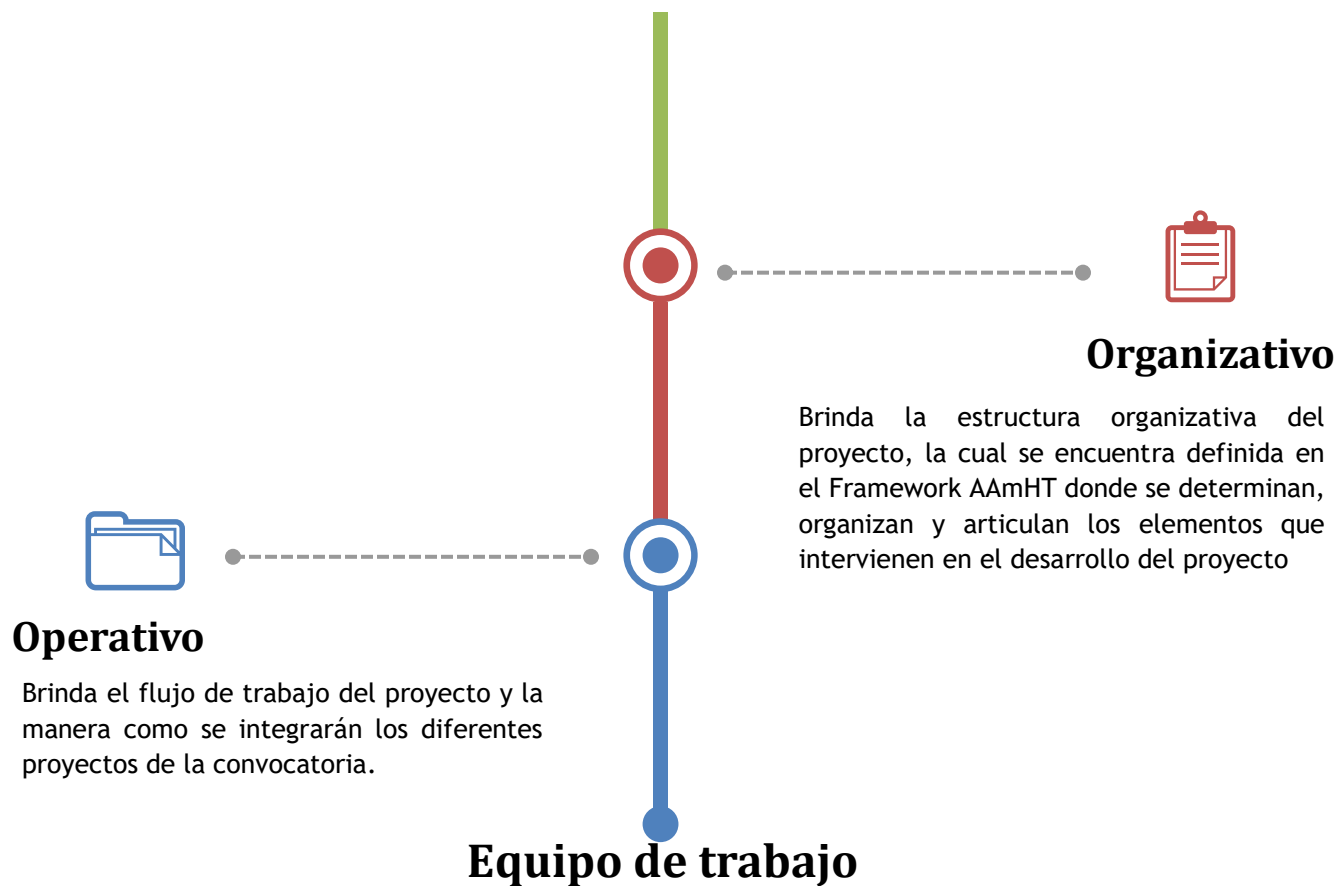 Organizativo
Brinda la estructura organizativa del
proyecto, la cual se encuentra definida en
el Framework AAmHT donde se determinan,
organizan y articulan los elementos que
intervienen en el desarrollo del proyecto
Operativo
Brinda el flujo de trabajo del proyecto y la
manera como se integrarán los diferentes
proyectos de la convocatoria.
Equipo de trabajo